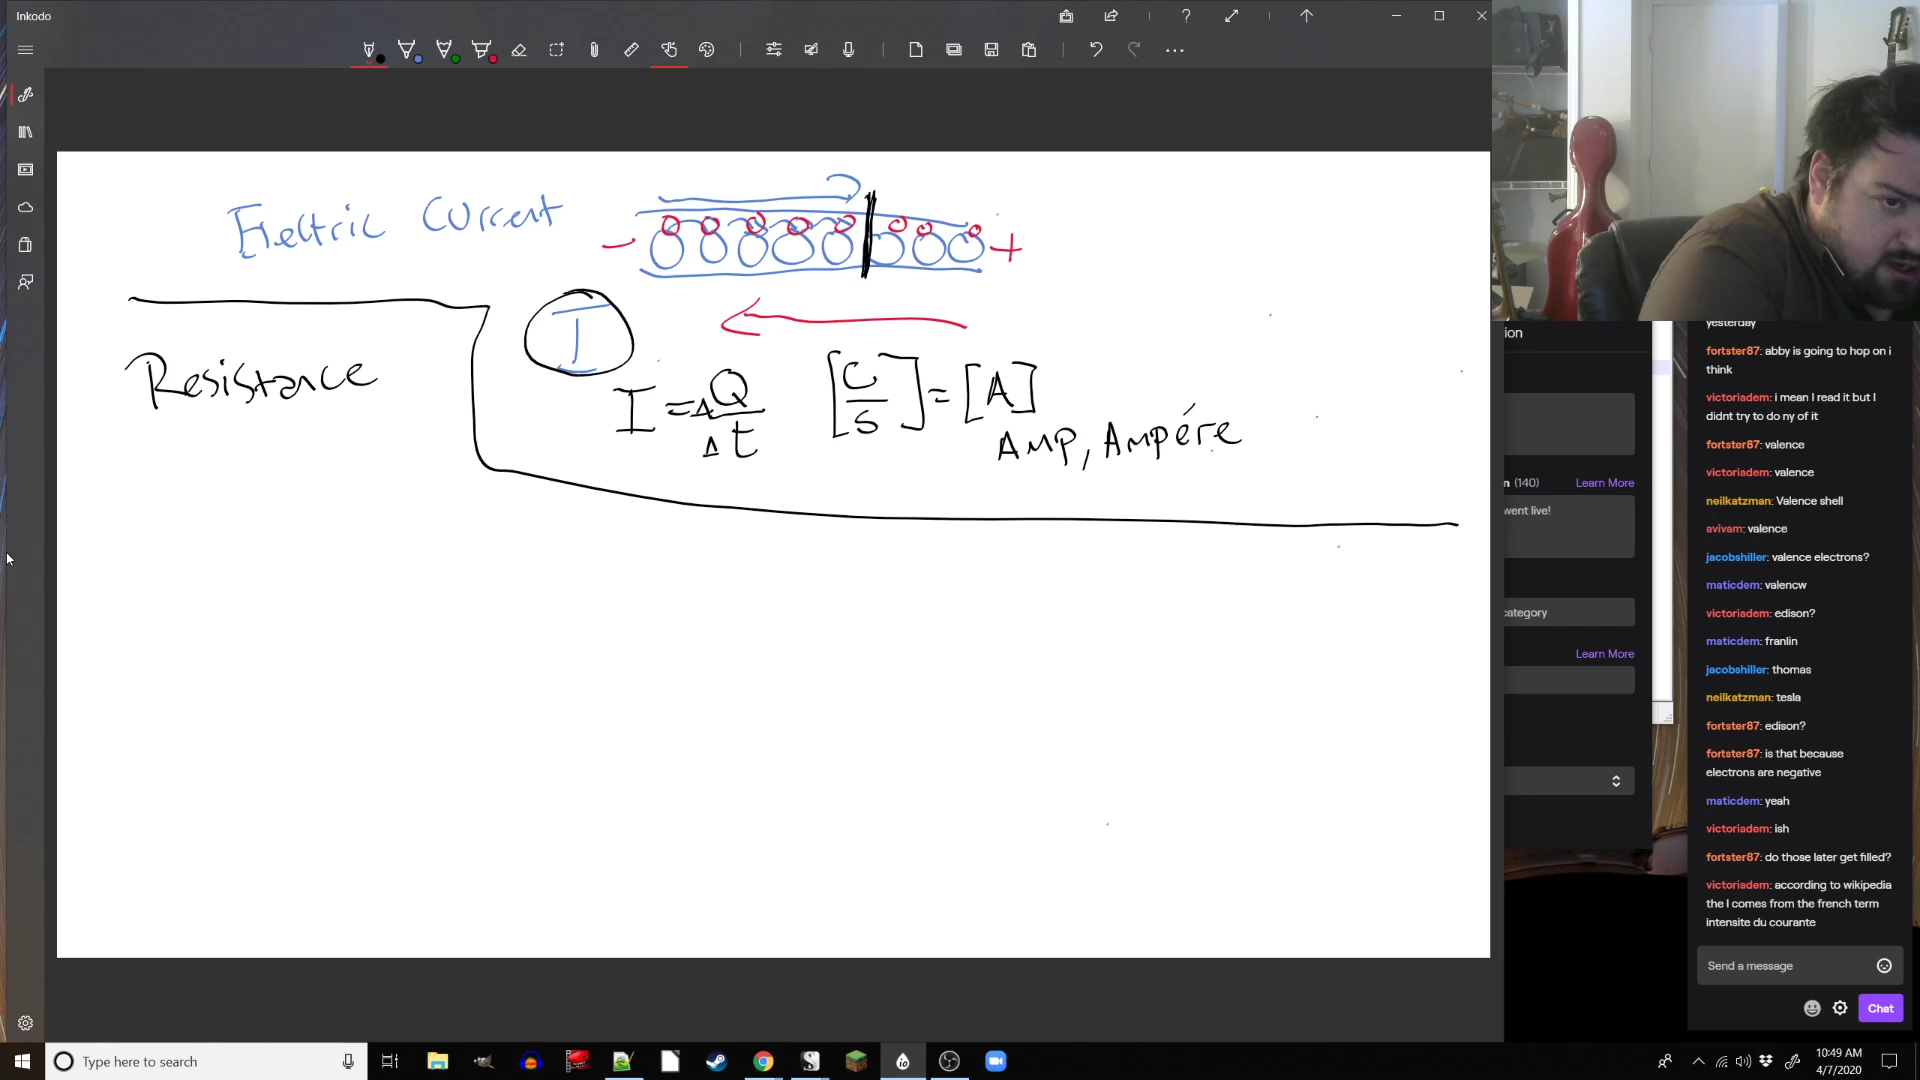 Inkodo
Electric Current
- +
I
Resistance
I = ΔQ/Δt [C/s] = [A]
Amp, Ampére
yesterday
fortster87: abby is going to hop on i
think
victoriadem: i mean I read it but I
didnt try to do ny of it
fortster87: valence
victoriadem: valence
neilkatzman: Valence shell
avivam: valence
jacobshiller: valence electrons?
maticdem: valencw
victoriadem: edison?
maticdem: franlin
jacobshiller: thomas
neilkatzman: tesla
fortster87: edison?
fortster87: is that because
electrons are negative
maticdem: yeah
victoriadem: ish
fortster87: do those later get filled?
victoriadem: according to wikipedia
the I comes from the french term
intensite du courante
Send a message
Chat
tion
n (140) Learn More
went live!
category
Learn More
Type here to search
10:49 AM
4/7/2020